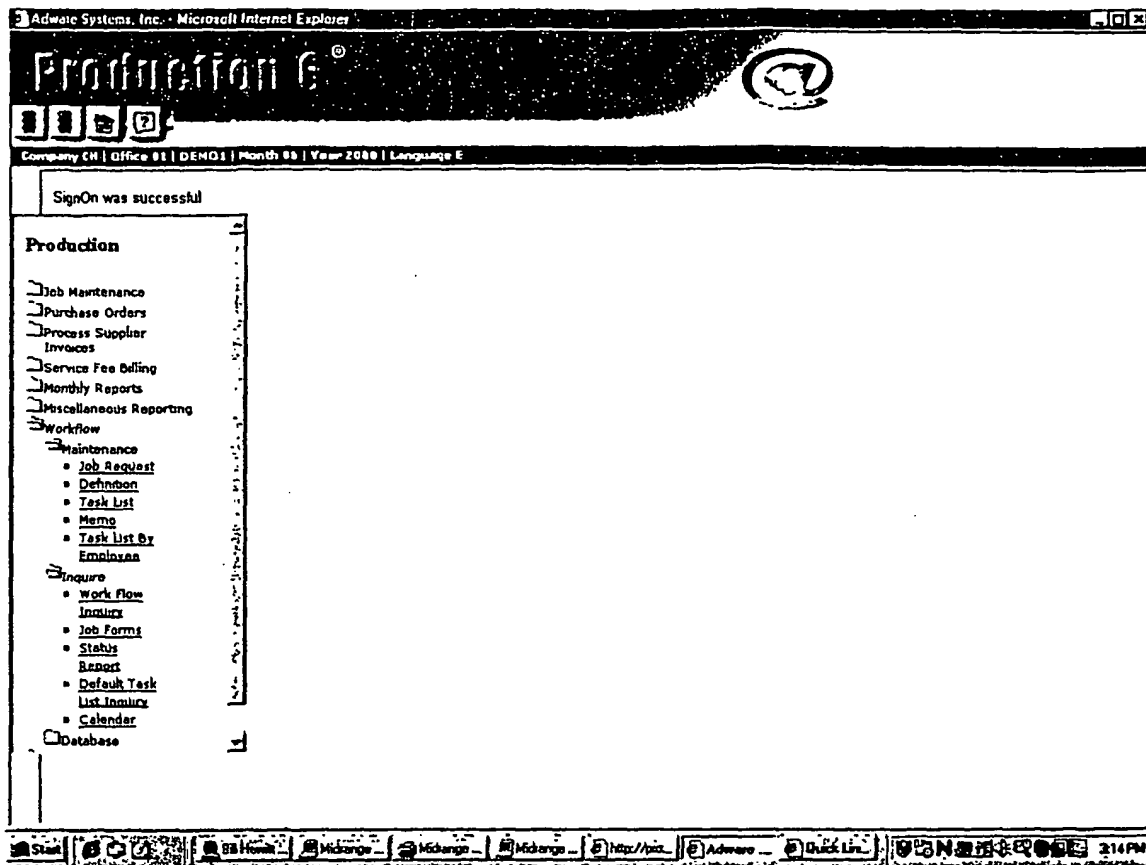 Adware Systems, Inc. - Microsoft Internet Explorer
Production 6®
Company CH | Office 01 | DEMO1 | Month 06 | Year 2000 | Language E
SignOn was successful
Production
Job Maintenance
Purchase Orders
Process Supplier
Invoices
Service Fee Billing
Monthly Reports
Miscellaneous Reporting
Workflow
Maintenance
Job Request
Definition
Task List
Memo
Task List By
Employee
Inquire
Work Flow
Inquiry
Job Forms
Status
Report
Default Task
List Inquiry
Calendar
Database
Start
Midrange
Midrange
Midrange
Adware
Quick
2:14 PM